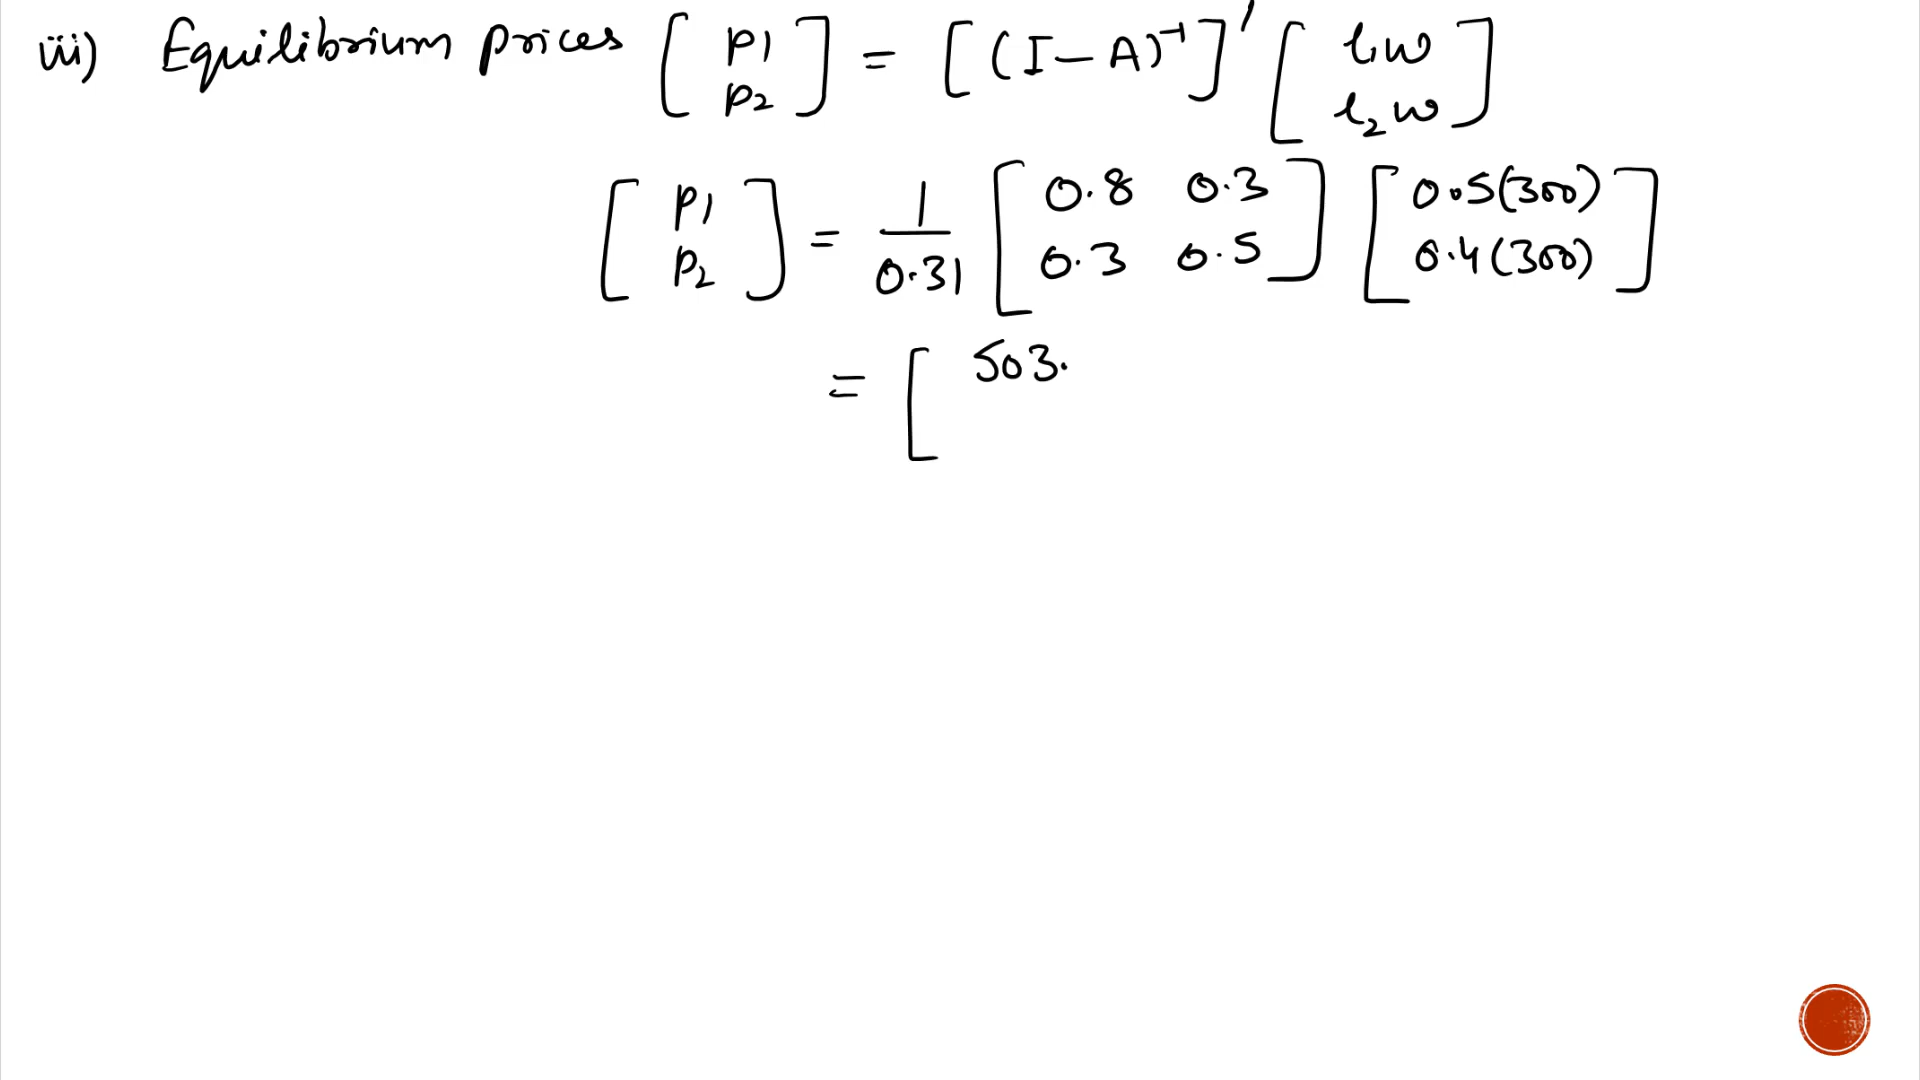 iii) Equilibrium prices [ p1 p2 ] = [ (I-A)⁻¹ ]' [ l1w l2w ]
[ p1 p2 ] = 1/0.31 [ 0.8 0.3 0.3 0.5 ] [ 0.5(300) 0.4(300) ]
= [ 503.